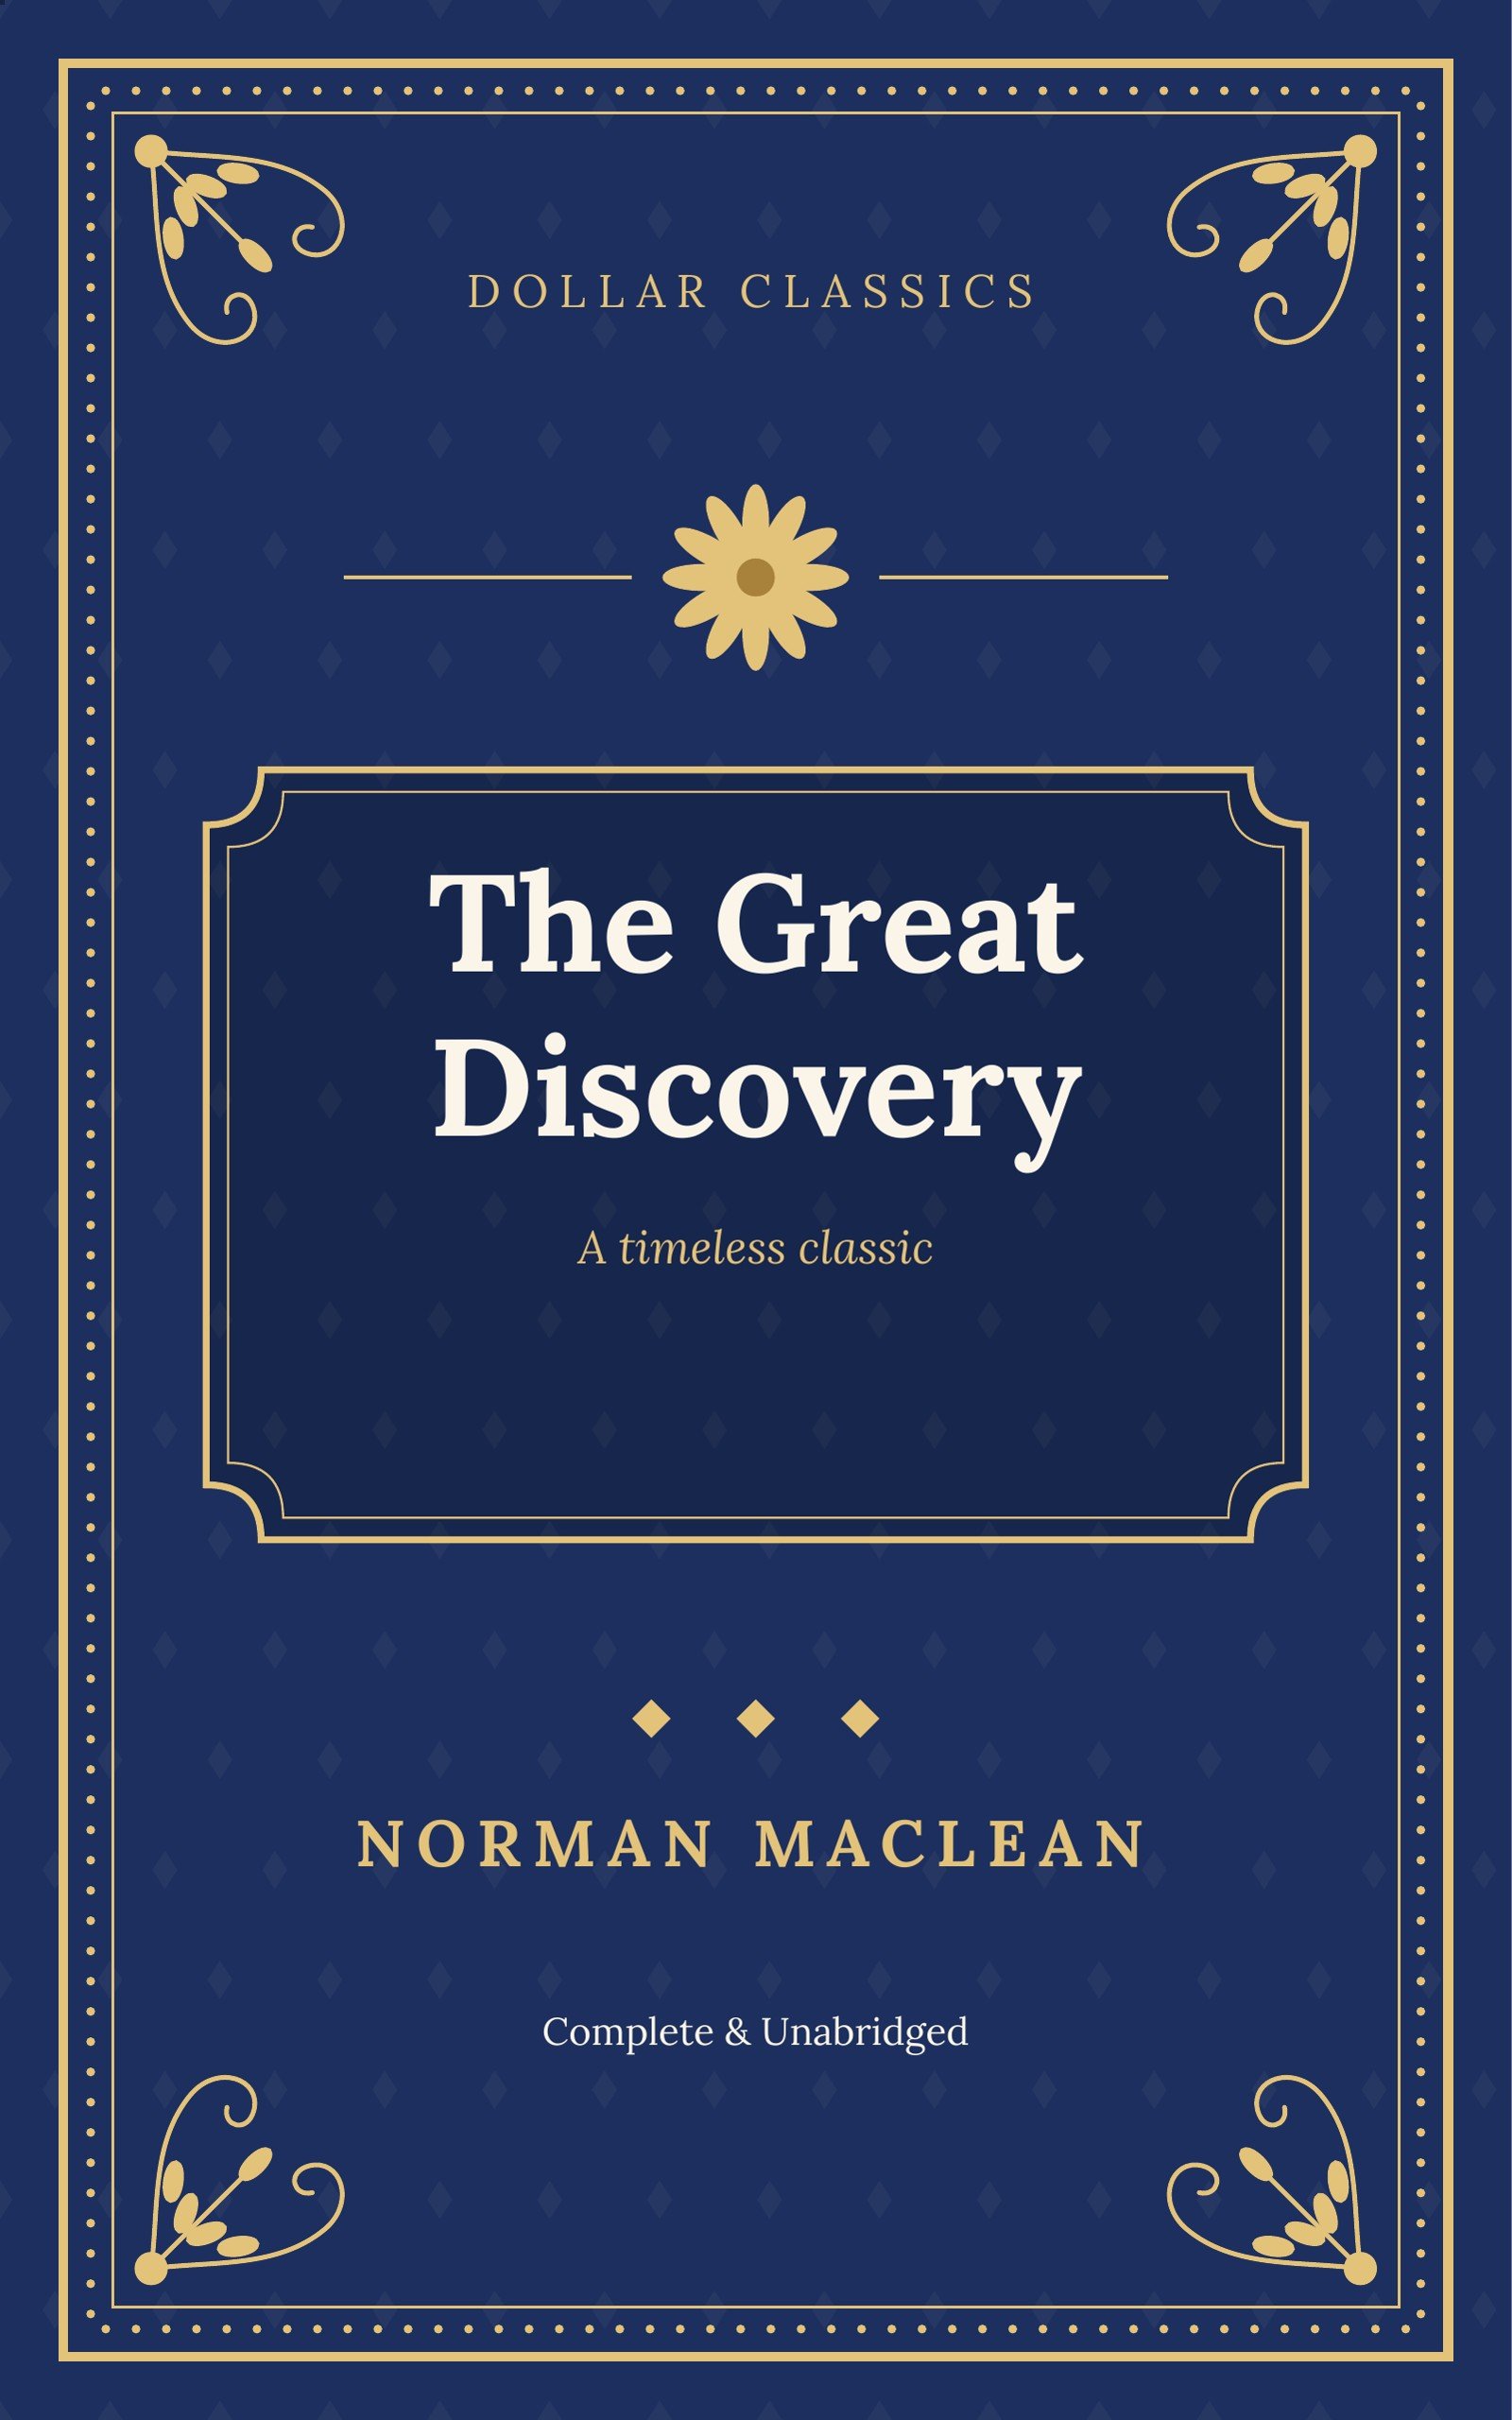 DOLLAR CLASSICS
The Great
Discovery
A timeless classic
NORMAN MACLEAN
Complete & Unabridged